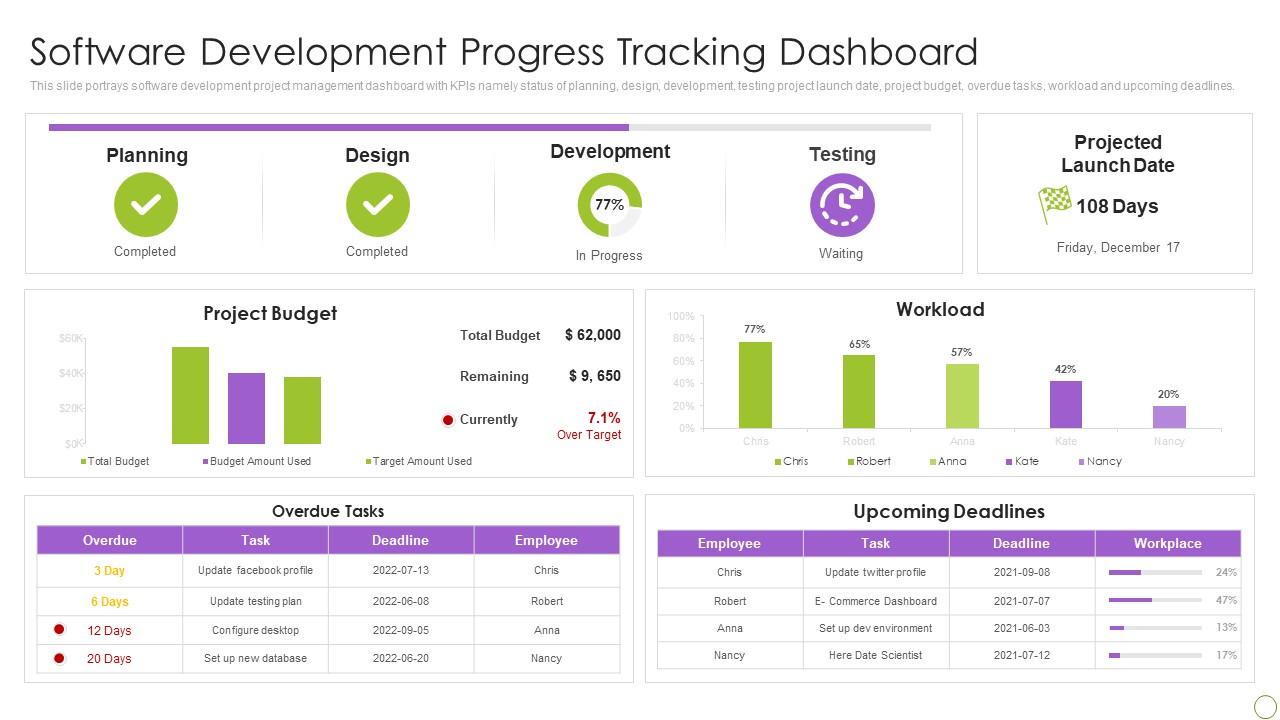 Software Development Progress Tracking Dashboard
This slide portrays software development project management dashboard with KPIs namely status of planning, design, development, testing project launch date, project budget, overdue tasks, workload and upcoming deadlines.
Planning
Design
Development
Testing
77%
Completed
Completed
In Progress
Waiting
Projected
Launch Date
108 Days
Friday, December 17
Project Budget
$60K
$40K
$20K
$0K
Total Budget
Budget Amount Used
Target Amount Used
Total Budget $ 62,000
Remaining $ 9, 650
Currently 7.1%
Over Target
Workload
100%
80%
60%
40%
20%
0%
77%
65%
57%
42%
20%
Chris Robert Anna Kate Nancy
Chris Robert Anna Kate Nancy
Overdue Tasks
Overdue Task Deadline Employee
3 Day Update facebook profile 2022-07-13 Chris
6 Days Update testing plan 2022-06-08 Robert
12 Days Configure desktop 2022-09-05 Anna
20 Days Set up new database 2022-06-20 Nancy
Upcoming Deadlines
Employee Task Deadline Workplace
Chris Update twitter profile 2021-09-08 24%
Robert E- Commerce Dashboard 2021-07-07 47%
Anna Set up dev environment 2021-06-03 13%
Nancy Here Date Scientist 2021-07-12 17%